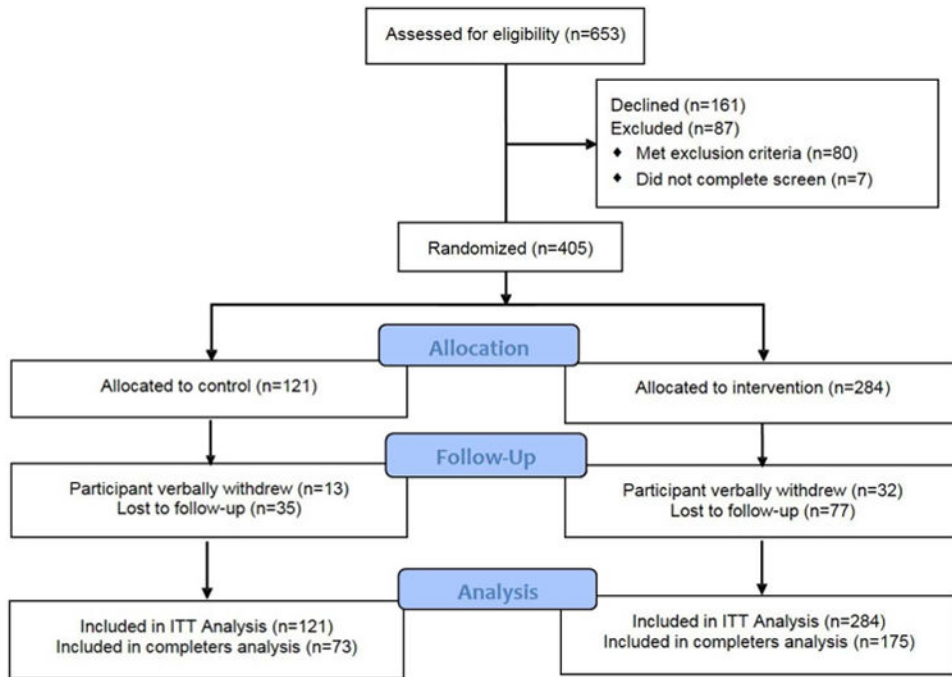 Assessed for eligibility (n=653)
Declined (n=161)
Excluded (n=87)
♦ Met exclusion criteria (n=80)
♦ Did not complete screen (n=7)
Randomized (n=405)
Allocation
Allocated to control (n=121)
Allocated to intervention (n=284)
Follow-Up
Participant verbally withdrew (n=13)
Lost to follow-up (n=35)
Participant verbally withdrew (n=32)
Lost to follow-up (n=77)
Analysis
Included in ITT Analysis (n=121)
Included in completers analysis (n=73)
Included in ITT Analysis (n=284)
Included in completers analysis (n=175)